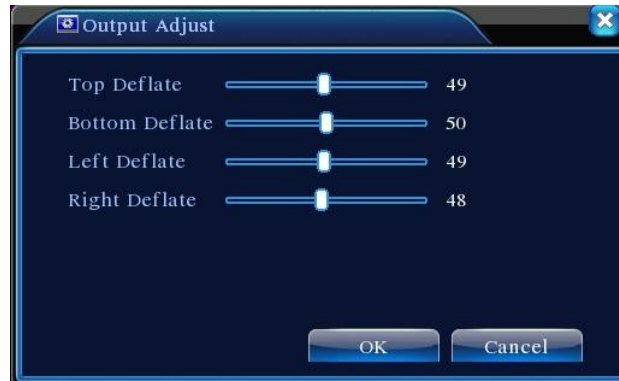 Output Adjust
Top Deflate 49
Bottom Deflate 50
Left Deflate 49
Right Deflate 48
OK Cancel